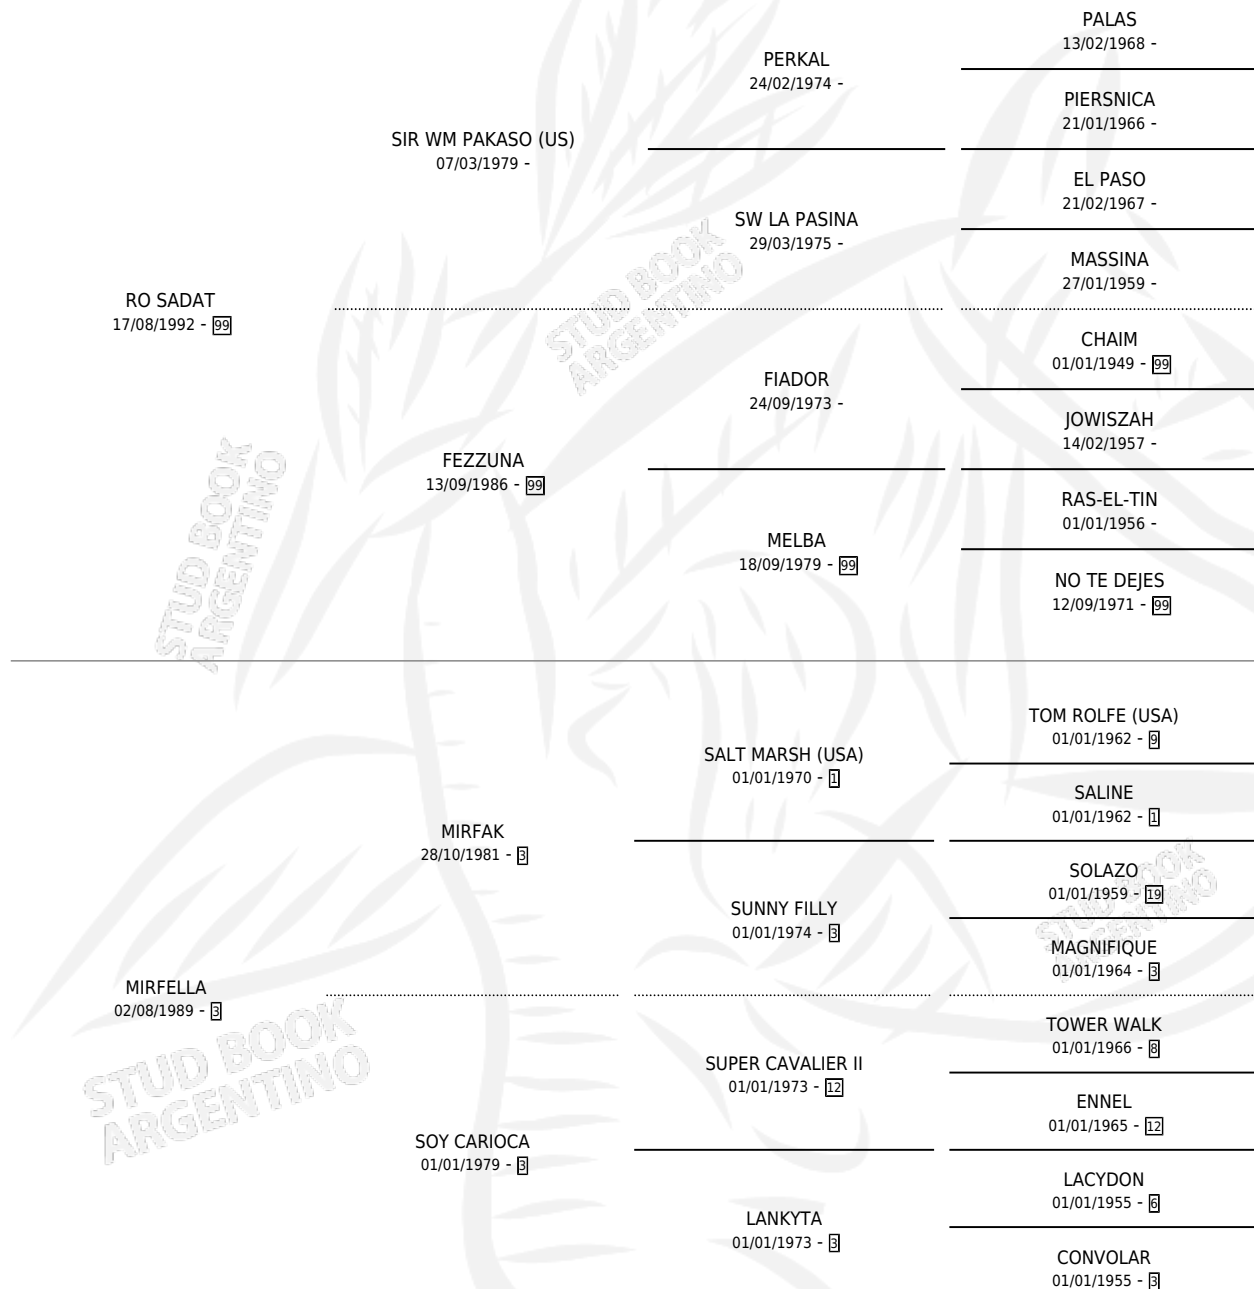 PALAS
13/02/1968 -
PERKAL
24/02/1974 -
PIERSNICA
21/01/1966 -
SIR WM PAKASO (US)
07/03/1979 -
EL PASO
21/02/1967 -
SW LA PASINA
29/03/1975 -
MASSINA
27/01/1959 -
RO SADAT
17/08/1992 - 99
CHAIM
01/01/1949 - 99
FIADOR
24/09/1973 -
JOWISZAH
14/02/1957 -
FEZZUNA
13/09/1986 - 99
RAS-EL-TIN
01/01/1956 -
MELBA
18/09/1979 - 99
NO TE DEJES
12/09/1971 - 99
TOM ROLFE (USA)
01/01/1962 - 9
SALT MARSH (USA)
01/01/1970 - 1
SALINE
01/01/1962 - 1
MIRFAK
28/10/1981 - 3
SOLAZO
01/01/1959 - 19
SUNNY FILLY
01/01/1974 - 3
MAGNIFIQUE
01/01/1964 - 3
MIRFELLA
02/08/1989 - 3
TOWER WALK
01/01/1966 - 8
SUPER CAVALIER II
01/01/1973 - 12
ENNEL
01/01/1965 - 12
SOY CARIOCA
01/01/1979 - 3
LACYDON
01/01/1955 - 6
LANKYTA
01/01/1973 - 3
CONVOLAR
01/01/1955 - 3
STUD BOOK
ARGENTINO
STUD BOOK
ARGENTINO
STUD BOOK
ARGENTINO
STUD BOOK
ARGENTINO